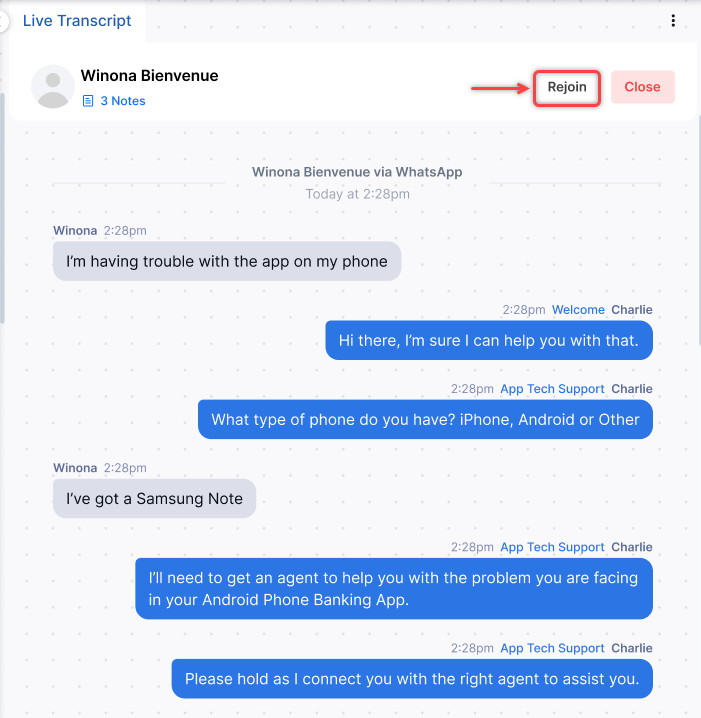 Live Transcript
Winona Bienvenue
3 Notes
Rejoin
Close
Winona Bienvenue via WhatsApp
Today at 2:28pm
Winona 2:28pm
I’m having trouble with the app on my phone
2:28pm Welcome Charlie
Hi there, I’m sure I can help you with that.
2:28pm App Tech Support Charlie
What type of phone do you have? iPhone, Android or Other
Winona 2:28pm
I’ve got a Samsung Note
2:28pm App Tech Support Charlie
I’ll need to get an agent to help you with the problem you are facing
in your Android Phone Banking App.
2:28pm App Tech Support Charlie
Please hold as I connect you with the right agent to assist you.